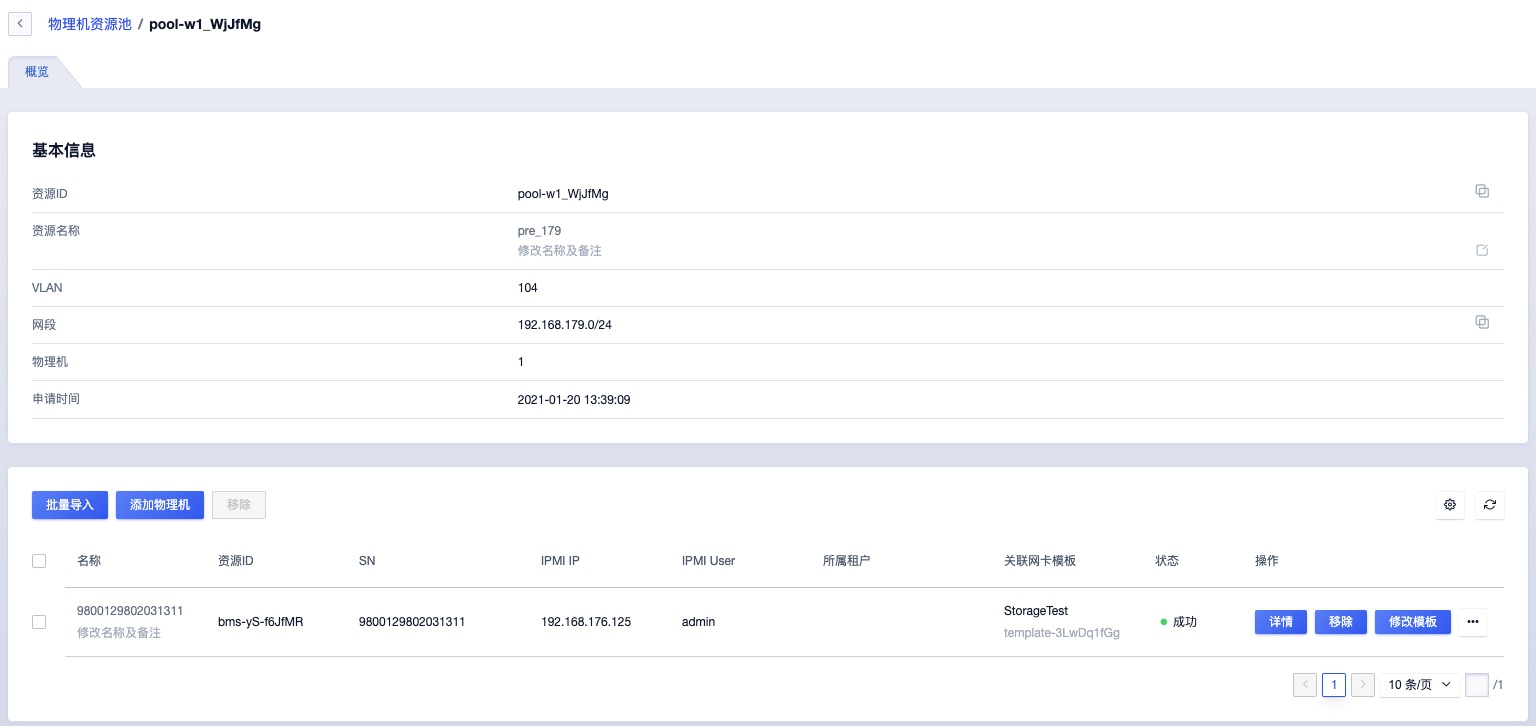 物理机资源池 / pool-w1_WjJfMg
概览
基本信息
资源ID pool-w1_WjJfMg
资源名称 pre_179
修改名称及备注
VLAN 104
网段 192.168.179.0/24
物理机 1
申请时间 2021-01-20 13:39:09
批量导入 添加物理机 移除
名称 资源ID SN IPMI IP IPMI User 所属租户 关联网卡模板 状态 操作
9800129802031311 bms-yS-f6JfMR 9800129802031311 192.168.176.125 admin StorageTest 成功 详情 移除 修改模板 •••
修改名称及备注 template-3LwDq1fGg
1 10 条/页 /1